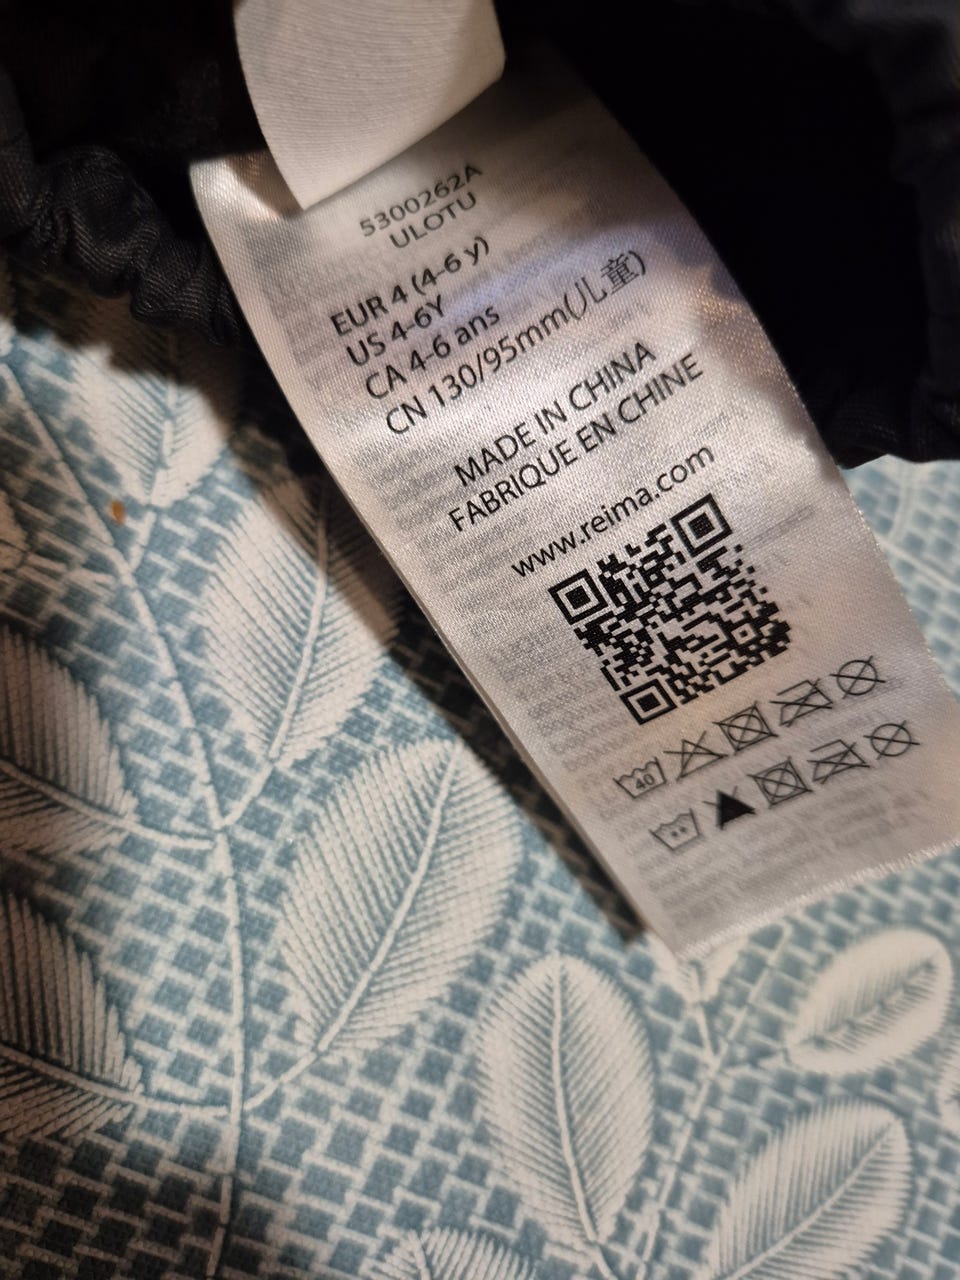 5300262A
ULOTU
EUR 4 (4-6 y)
US 4-6Y
CA 4-6 ans
CN 130/95mm(儿童)
MADE IN CHINA
FABRIQUE EN CHINE
www.reima.com
40